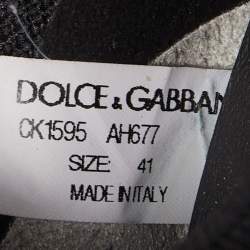 DOLCE & GABBAN
CK1595 AH677
SIZE: 41
MADE IN ITALY